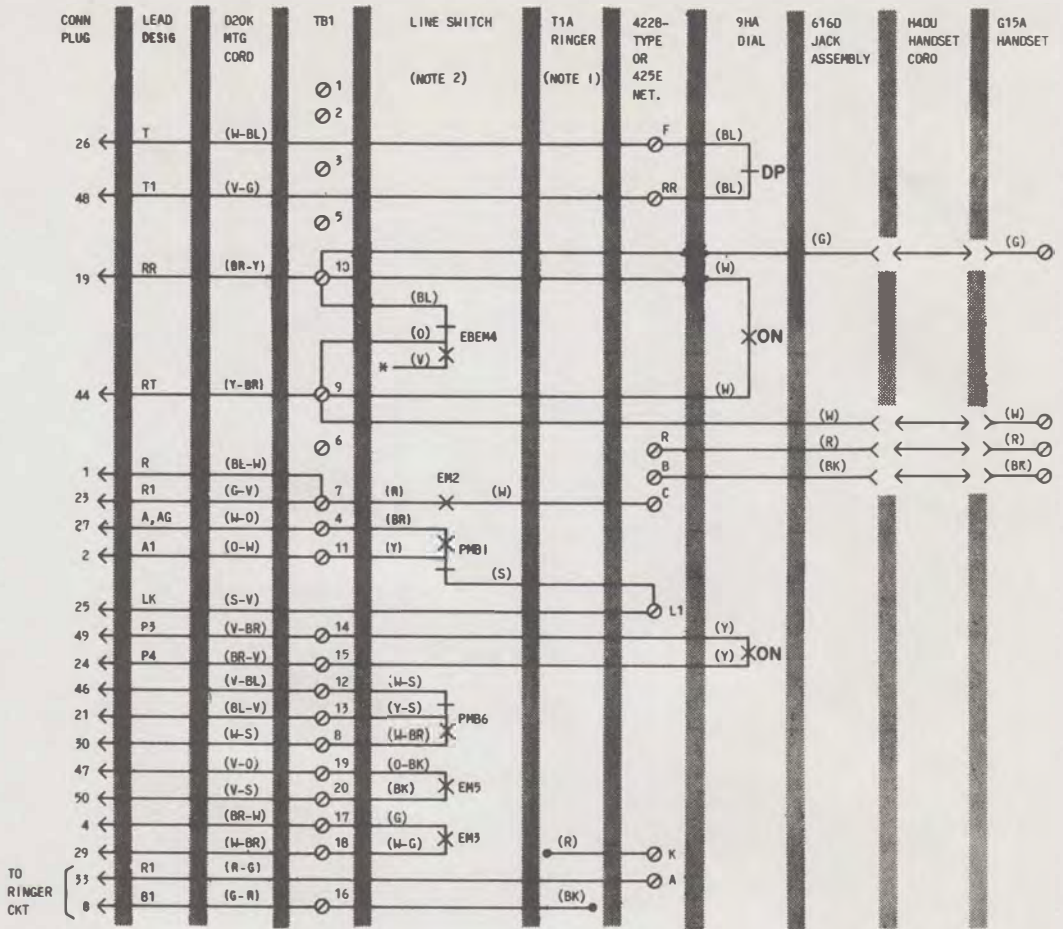 CONN PLUG LEAD DESIG D20K MTG CORD TB1 LINE SWITCH (NOTE 2) T1A RINGER (NOTE 1) 422B-TYPE OR 425E NET. 9HA DIAL 616D JACK ASSEMBLY H4DU HANDSET CORD G15A HANDSET
1
2
26 T (W-BL) F (BL)
3 DP
48 T1 (V-G) RR (BL)
5
(G) (G)
19 RR (BR-Y) 10 (W)
(BL)
(O) EBEM4 ON
* (V)
44 RT (Y-BR) 9 (W)
(W) (W)
6 R (R) (R)
1 R (BL-W) B (BK) (BK)
23 R1 (G-V) 7 (R) EM2 (W) C
27 A,AG (W-O) 4 (BR)
2 A1 (O-W) 11 (Y) PMB1
(S)
25 LK (S-V) L1
49 P3 (V-BR) 14 (Y)
24 P4 (BR-V) 15 (Y) ON
46 (V-BL) 12 (W-S)
21 (BL-V) 13 (Y-S) PMB6
30 (W-S) 8 (W-BR)
47 (V-O) 19 (O-BK)
50 (V-S) 20 (BK) EM5
4 (BR-W) 17 (G)
29 (W-BR) 18 (W-G) EM3 (R) K
TO RINGER CKT
33 R1 (R-G) A
8 B1 (G-R) 16 (BK)